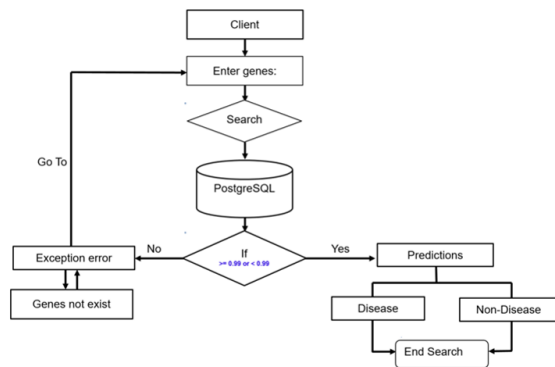 Client
Enter genes:
Search
Go To
PostgreSQL
If
>= 0.99 or < 0.99
No
Yes
Exception error
Predictions
Genes not exist
Disease
Non-Disease
End Search